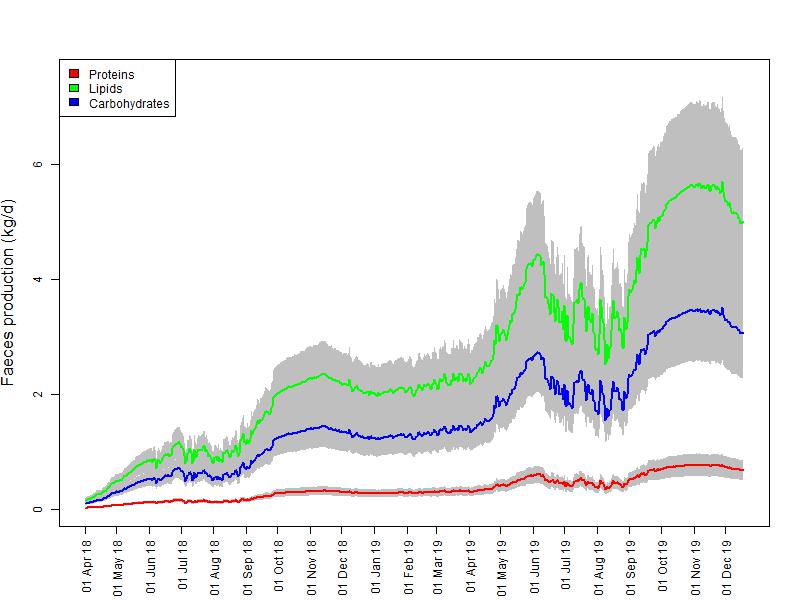 Proteins
Lipids
Carbohydrates
Faeces production (kg/d)
6
4
2
0
01 Apr 18
01 May 18
01 Jun 18
01 Jul 18
01 Aug 18
01 Sep 18
01 Oct 18
01 Nov 18
01 Dec 18
01 Jan 19
01 Feb 19
01 Mar 19
01 Apr 19
01 May 19
01 Jun 19
01 Jul 19
01 Aug 19
01 Sep 19
01 Oct 19
01 Nov 19
01 Dec 19